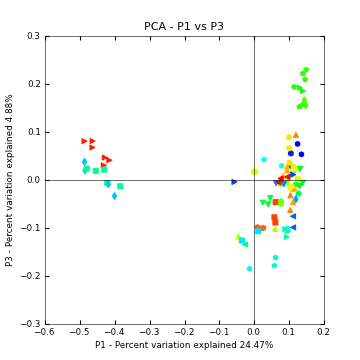 PCA - P1 vs P3
0.3
0.2
0.1
0.0
−0.1
−0.2
−0.3
P3 - Percent variation explained 4.88%
−0.6 −0.5 −0.4 −0.3 −0.2 −0.1 0.0 0.1 0.2
P1 - Percent variation explained 24.47%